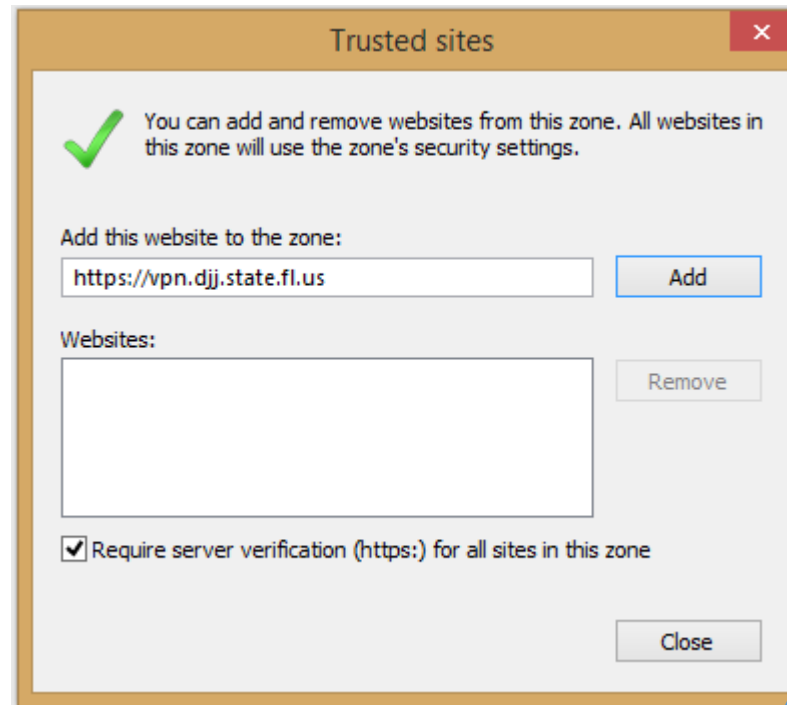 Trusted sites
You can add and remove websites from this zone. All websites in
this zone will use the zone's security settings.
Add this website to the zone:
https://vpn.djj.state.fl.us
Add
Websites:
Remove
Require server verification (https:) for all sites in this zone
Close